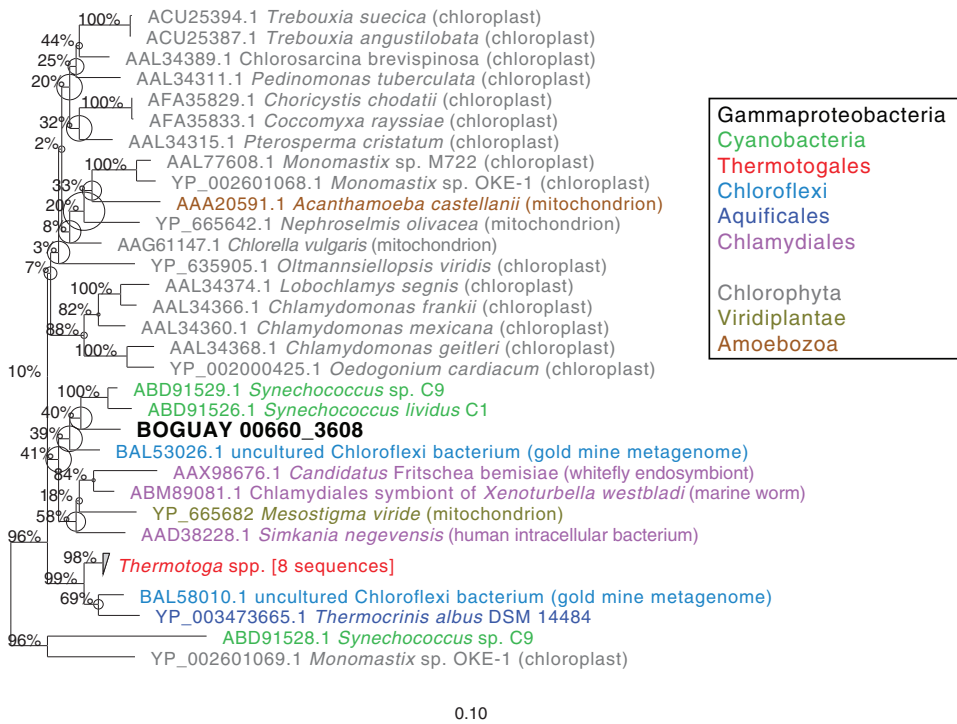 100% ACU25394.1 Trebouxia suecica (chloroplast)
44% ACU25387.1 Trebouxia angustilobata (chloroplast)
25% AAL34389.1 Chlorosarcina brevispinosa (chloroplast)
20% AAL34311.1 Pedinomonas tuberculata (chloroplast)
100% AFA35829.1 Choricystis chodatii (chloroplast)
32% AFA35833.1 Coccomyxa rayssiae (chloroplast)
2% AAL34315.1 Pterosperma cristatum (chloroplast)
100% AAL77608.1 Monomastix sp. M722 (chloroplast)
33% YP_002601068.1 Monomastix sp. OKE-1 (chloroplast)
20% AAA20591.1 Acanthamoeba castellanii (mitochondrion)
8% YP_665642.1 Nephroselmis olivacea (mitochondrion)
3% AAG61147.1 Chlorella vulgaris (mitochondrion)
7% YP_635905.1 Oltmannsiellopsis viridis (chloroplast)
100% AAL34374.1 Lobochlamys segnis (chloroplast)
82% AAL34366.1 Chlamydomonas frankii (chloroplast)
88% AAL34360.1 Chlamydomonas mexicana (chloroplast)
100% AAL34368.1 Chlamydomonas geitleri (chloroplast)
10% YP_002000425.1 Oedogonium cardiacum (chloroplast)
100% ABD91529.1 Synechococcus sp. C9
40% ABD91526.1 Synechococcus lividus C1
39% BOGUAY 00660_3608
41% BAL53026.1 uncultured Chloroflexi bacterium (gold mine metagenome)
84% AAX98676.1 Candidatus Fritschea bemisiae (whitefly endosymbiont)
18% ABM89081.1 Chlamydiales symbiont of Xenoturbella westbladi (marine worm)
58% YP_665682 Mesostigma viride (mitochondrion)
96% AAD38228.1 Simkania negevensis (human intracellular bacterium)
98% Thermotoga spp. [8 sequences]
99%
69% BAL58010.1 uncultured Chloroflexi bacterium (gold mine metagenome)
YP_003473665.1 Thermocrinis albus DSM 14484
96% ABD91528.1 Synechococcus sp. C9
YP_002601069.1 Monomastix sp. OKE-1 (chloroplast)
0.10
Gammaproteobacteria
Cyanobacteria
Thermotogales
Chloroflexi
Aquificales
Chlamydiales
Chlorophyta
Viridiplantae
Amoebozoa